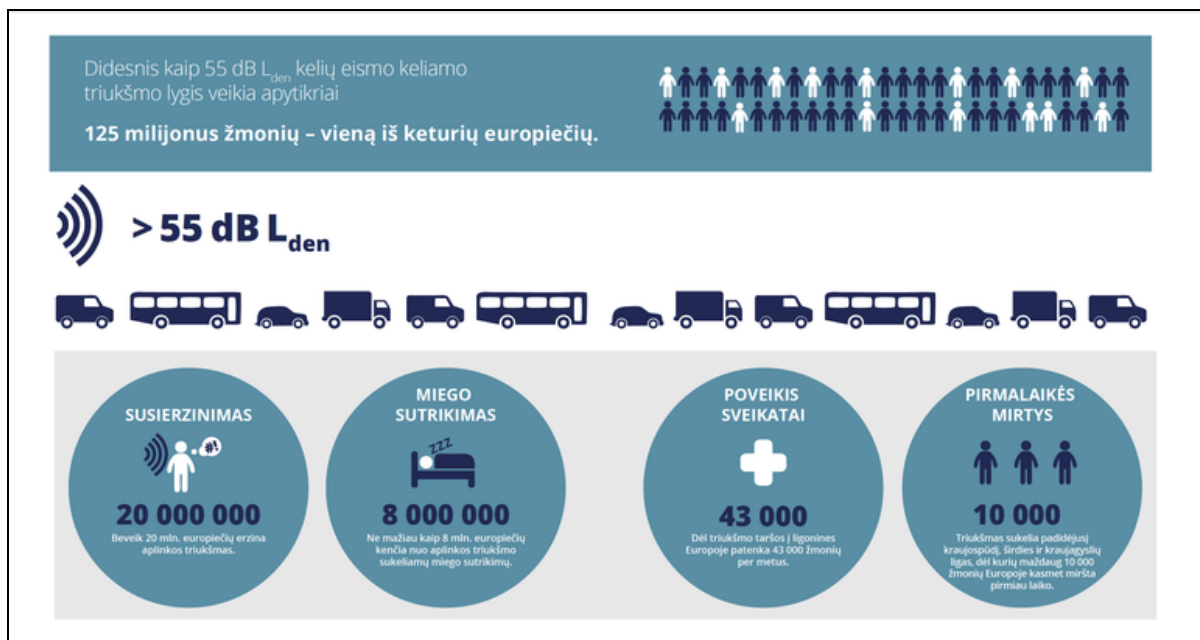 Didesnis kaip 55 dB Lden kelių eismo keliamo
triukšmo lygis veikia apytikriai
125 milijonus žmonių – vieną iš keturių europiečių.
> 55 dB Lden
SUSIERZINIMAS
#!
20 000 000
Beveik 20 mln. europiečių erzina
aplinkos triukšmas.
MIEGO
SUTRIKIMAS
zzz
8 000 000
Ne mažiau kaip 8 mln. europiečių
kenčia nuo aplinkos triukšmo
sukeliamų miego sutrikimų.
POVEIKIS
SVEIKATAI
43 000
Dėl triukšmo taršos į ligonines
Europoje patenka 43 000 žmonių
per metus.
PIRMALAIKĖS
MIRTYS
10 000
Triukšmas sukelia padidėjusį
kraujospūdį, širdies ir kraujagyslių
ligas, dėl kurių maždaug 10 000
žmonių Europoje kasmet miršta
pirmiau laiko.